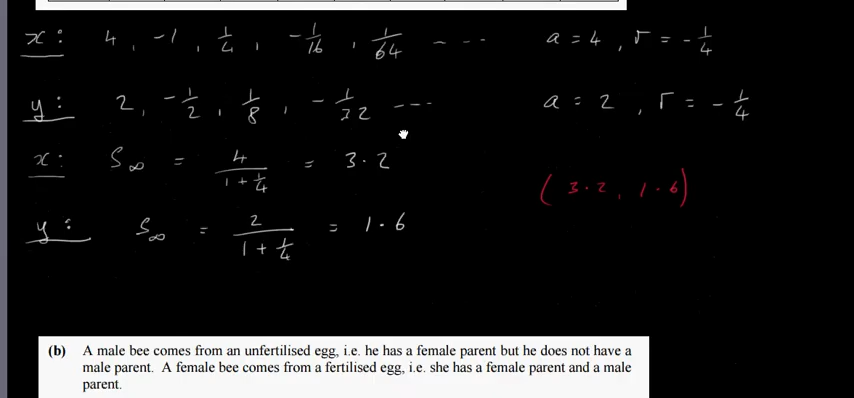 x: 4, -1, 1/4, -1/16, 1/64 - - - - a = 4, r = -1/4
y: 2, -1/2, 1/8, -1/32 - - - a = 2, r = -1/4
x: S∞ = 4/(1+1/4) = 3.2
(3.2, 1.6)
y: S∞ = 2/(1+1/4) = 1.6
(b) A male bee comes from an unfertilised egg, i.e. he has a female parent but he does not have a
male parent. A female bee comes from a fertilised egg, i.e. she has a female parent and a male
parent.